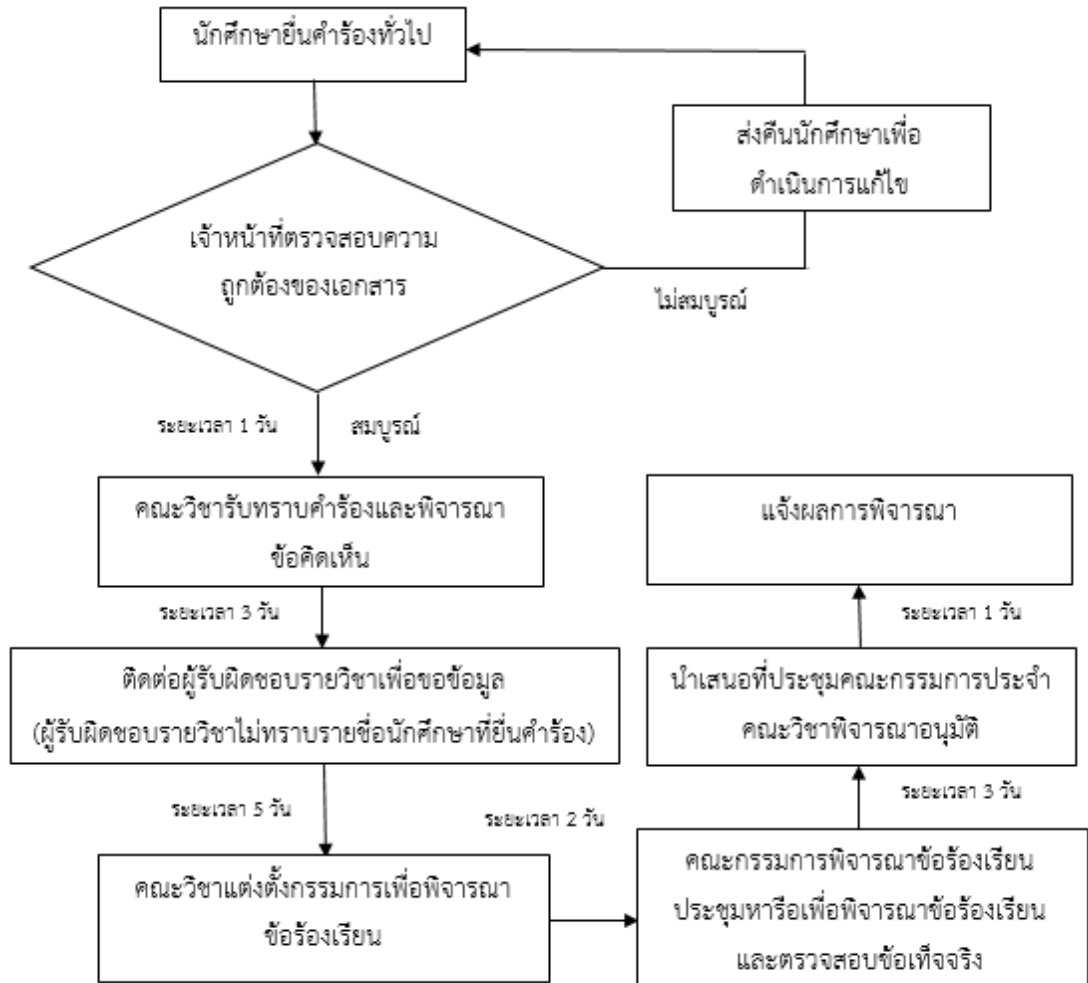 นักศึกษายื่นคำร้องทั่วไป
ส่งคืนนักศึกษาเพื่อ
ดำเนินการแก้ไข
เจ้าหน้าที่ตรวจสอบความ
ถูกต้องของเอกสาร
ไม่สมบูรณ์
ระยะเวลา 1 วัน
สมบูรณ์
คณะวิชารับทราบคำร้องและพิจารณา
ข้อคิดเห็น
ระยะเวลา 3 วัน
ติดต่อผู้รับผิดชอบรายวิชาเพื่อขอข้อมูล
(ผู้รับผิดชอบรายวิชาไม่ทราบรายชื่อนักศึกษาที่ยื่นคำร้อง)
ระยะเวลา 5 วัน
คณะวิชาแต่งตั้งกรรมการเพื่อพิจารณา
ข้อร้องเรียน
ระยะเวลา 2 วัน
คณะกรรมการพิจารณาข้อร้องเรียน
ประชุมหารือเพื่อพิจารณาข้อร้องเรียน
และตรวจสอบข้อเท็จจริง
ระยะเวลา 3 วัน
นำเสนอที่ประชุมคณะกรรมการประจำ
คณะวิชาพิจารณาอนุมัติ
ระยะเวลา 1 วัน
แจ้งผลการพิจารณา